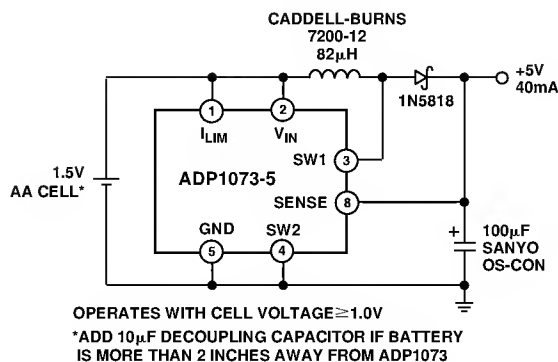 CADDELL-BURNS
7200-12
82μH
+5V
40mA
1N5818
1
2
ILIM
VIN
SW1
3
1.5V
AA CELL*
ADP1073-5
SENSE
8
GND
SW2
5
4
+
100μF
SANYO
OS-CON
OPERATES WITH CELL VOLTAGE≥1.0V
*ADD 10μF DECOUPLING CAPACITOR IF BATTERY
IS MORE THAN 2 INCHES AWAY FROM ADP1073